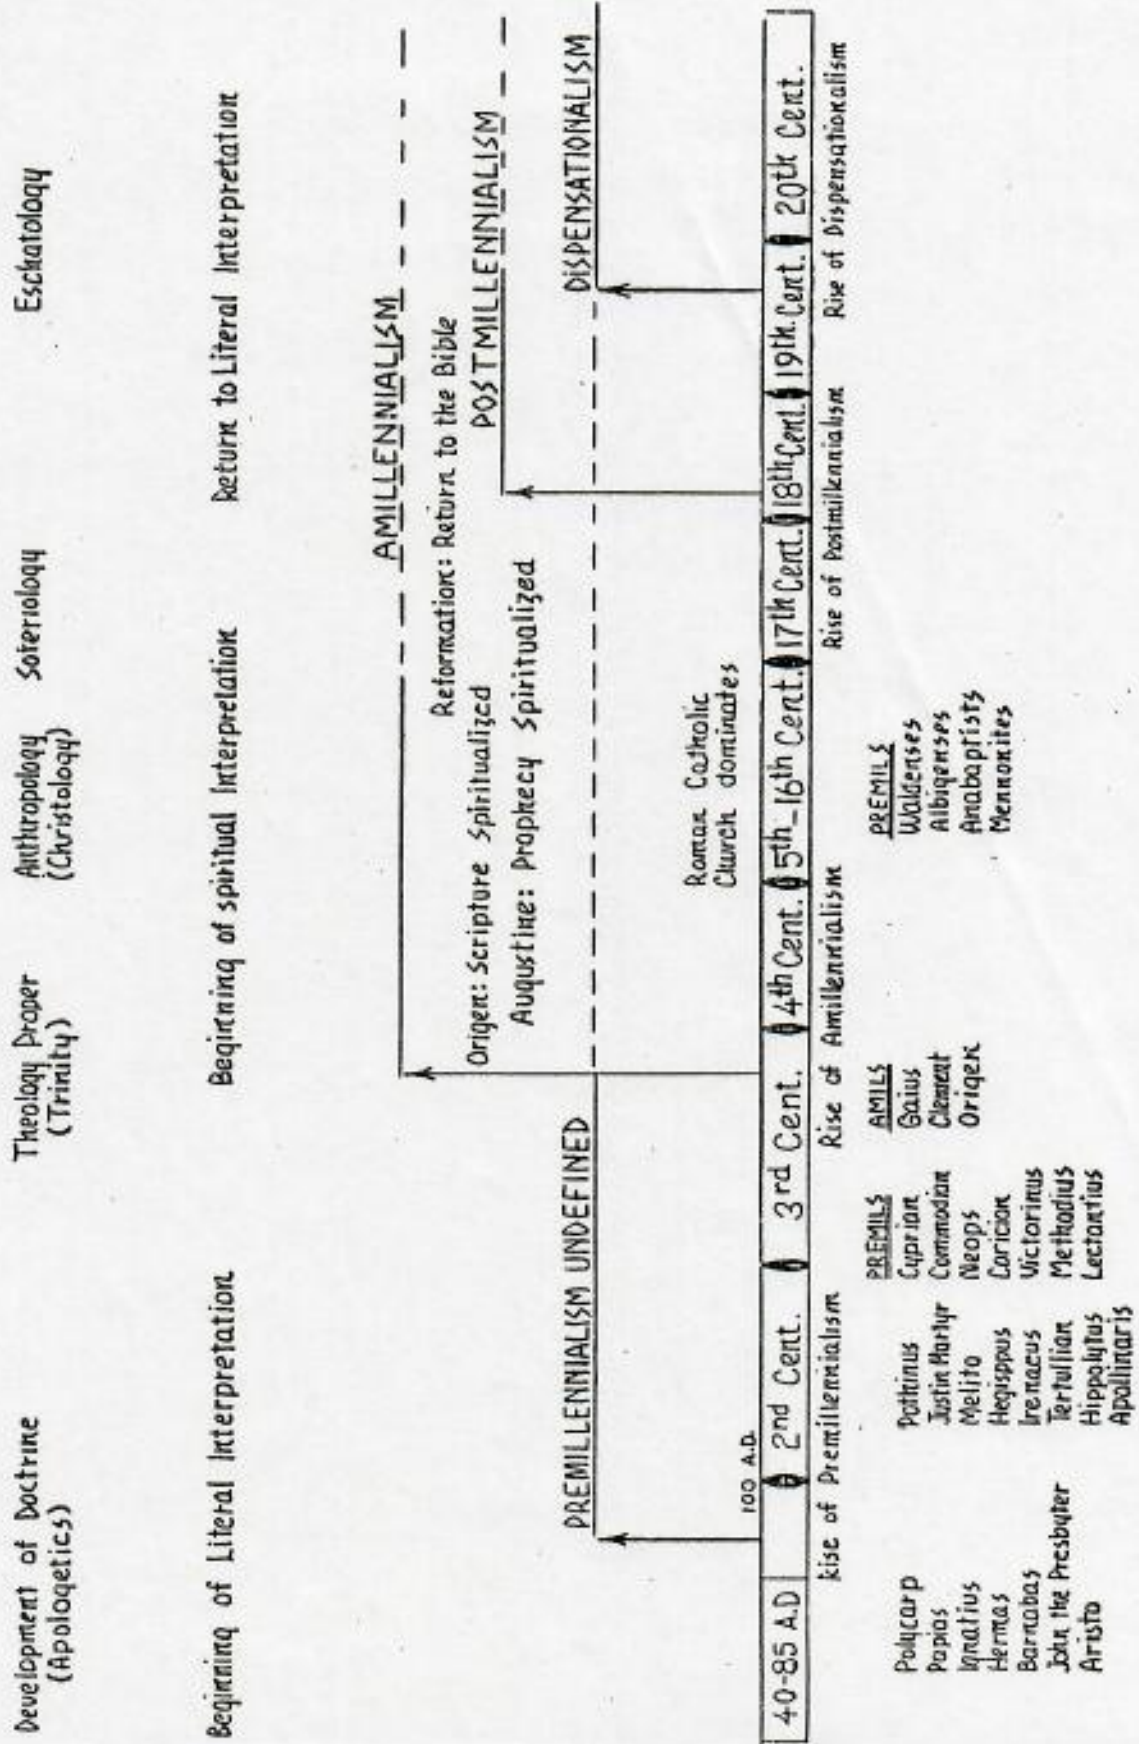 Development of Doctrine
(Apologetics)
Theology Proper
(Trinity)
Anthropology
(Christology)
Soteriology
Eschatology
Beginning of Literal Interpretation
Beginning of spiritual Interpretation
Return to Literal Interpretation
AMILLENNIALISM
Reformation: Return to the Bible
Origen: Scripture Spiritualized
POSTMILLENNIALISM
Augustine: Prophecy Spiritualized
PREMILLENNIALISM UNDEFINED
DISPENSATIONALISM
Roman Catholic
Church dominates
100 A.D.
40-85 A.D
2nd Cent.
3rd Cent.
4th Cent.
5th-16th Cent.
17th Cent.
18th Cent.
19th Cent.
20th Cent.
Rise of Premillennialism
Rise of Amillennialism
Rise of Postmillennialism
Rise of Dispensationalism
Polycarp
Papias
Ignatius
Hermas
Barnabas
John the Presbyter
Aristo
Pothinus
Justin Martyr
Melito
Hegisppus
Irenaeus
Tertullian
Hippolytus
Apollinaris
PREMILS
Cyprian
Commodian
Neops
Coricion
Victorinus
Methodius
Lectantius
AMILS
Gaius
Clement
Origen
PREMILS
Waldenses
Albigenses
Anabaptists
Mennonites